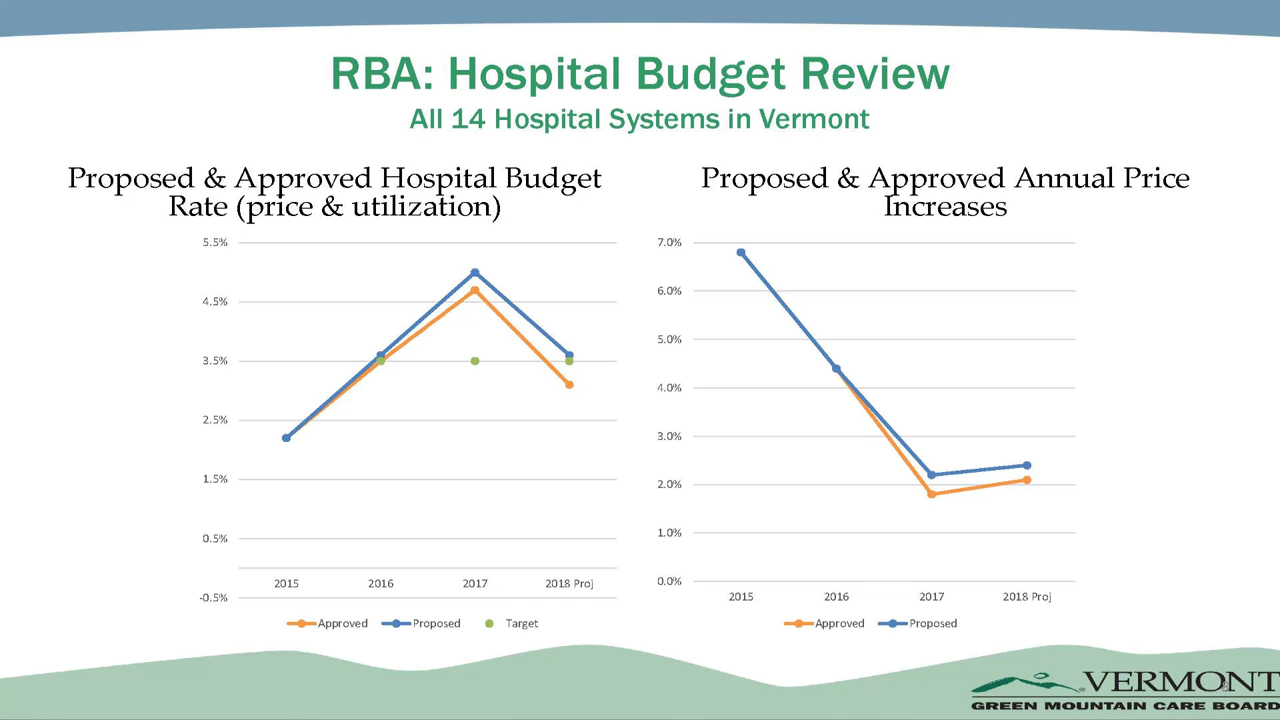 RBA: Hospital Budget Review
All 14 Hospital Systems in Vermont
Proposed & Approved Hospital Budget
Rate (price & utilization)
5.5%
4.5%
3.5%
2.5%
1.5%
0.5%
-0.5%
2015 2016 2017 2018 Proj
Approved Proposed Target
Proposed & Approved Annual Price
Increases
7.0%
6.0%
5.0%
4.0%
3.0%
2.0%
1.0%
0.0%
2015 2016 2017 2018 Proj
Approved Proposed
VERMONT
GREEN MOUNTAIN CARE BOARD